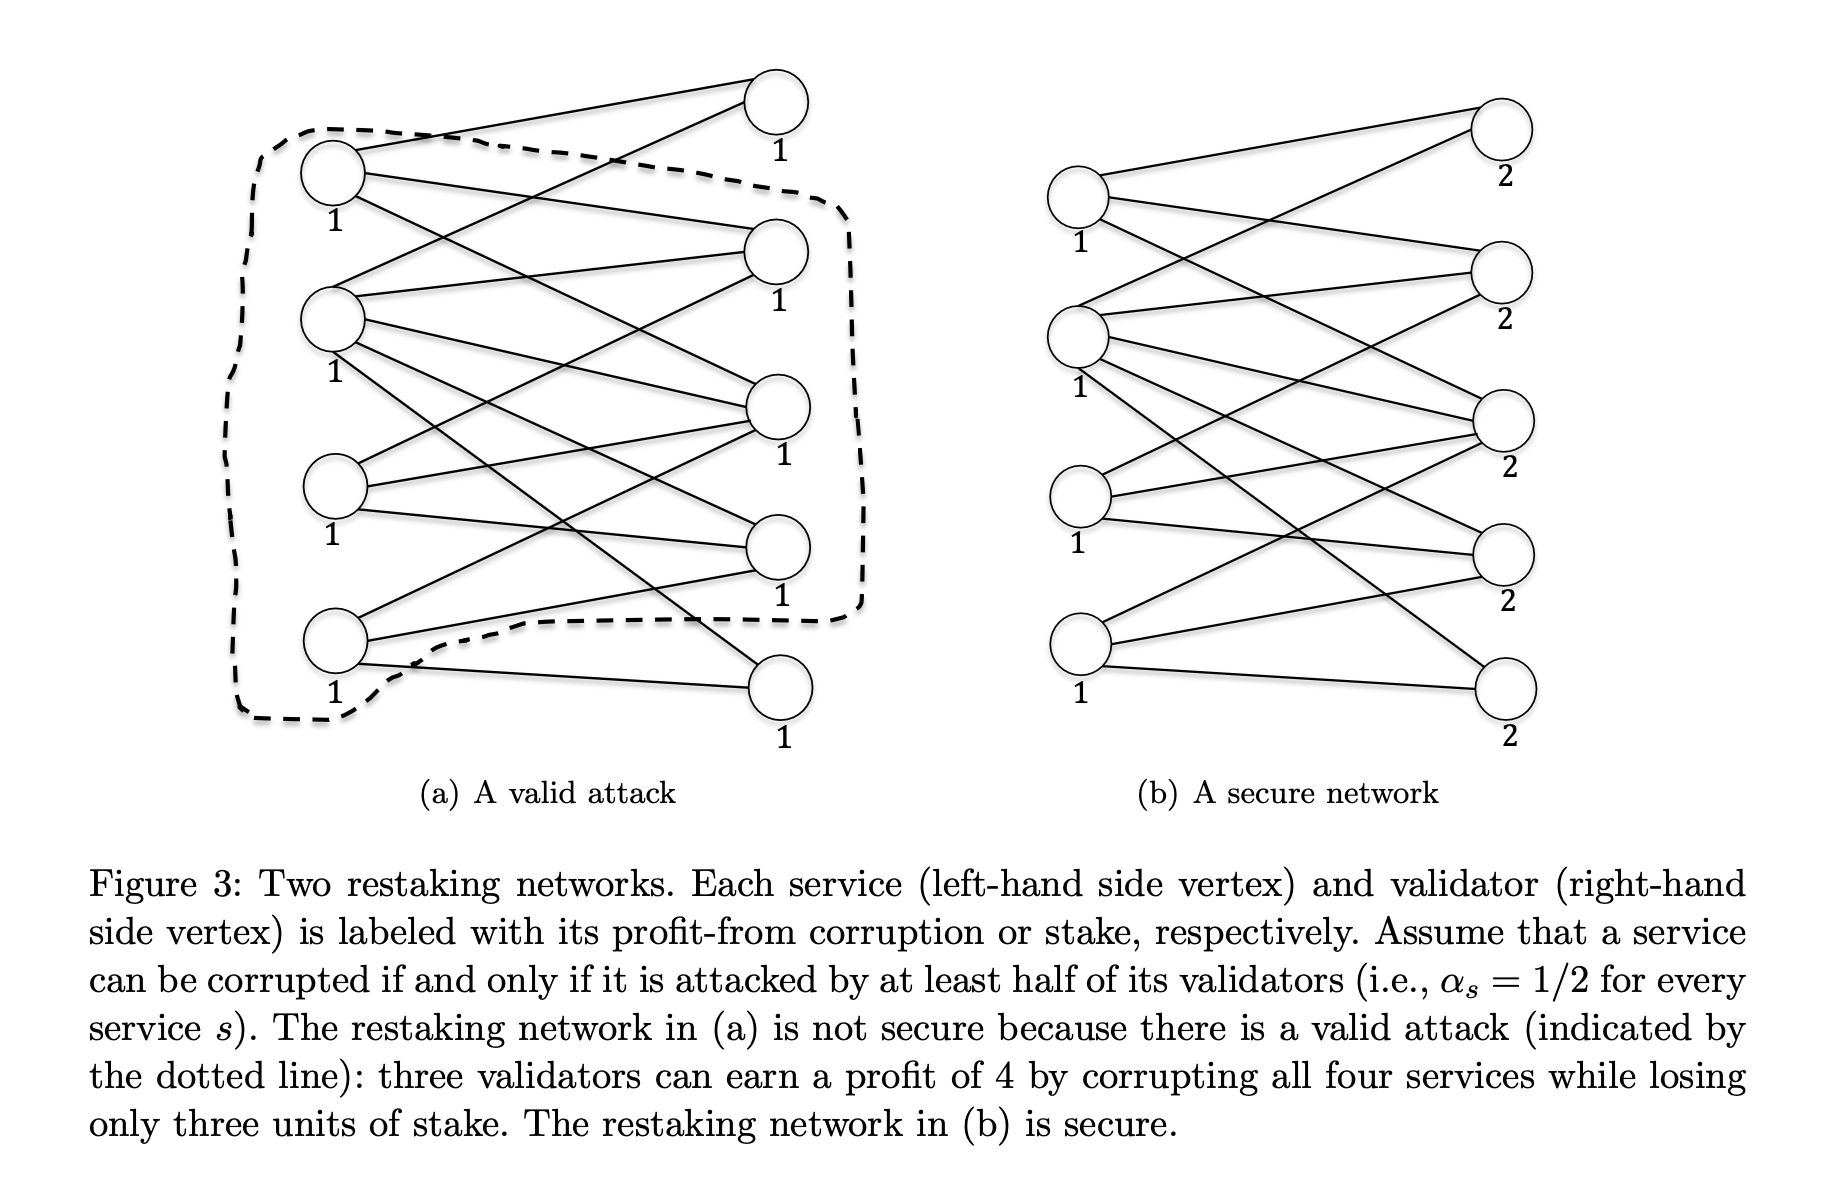 1
2
1
1
2
1
1
1
2
1
1
1
2
1
1
1
2
1
1
1
2
(a) A valid attack
(b) A secure network
Figure 3: Two restaking networks. Each service (left-hand side vertex) and validator (right-hand
side vertex) is labeled with its profit-from corruption or stake, respectively. Assume that a service
can be corrupted if and only if it is attacked by at least half of its validators (i.e., αₛ = 1/2 for every
service s). The restaking network in (a) is not secure because there is a valid attack (indicated by
the dotted line): three validators can earn a profit of 4 by corrupting all four services while losing
only three units of stake. The restaking network in (b) is secure.